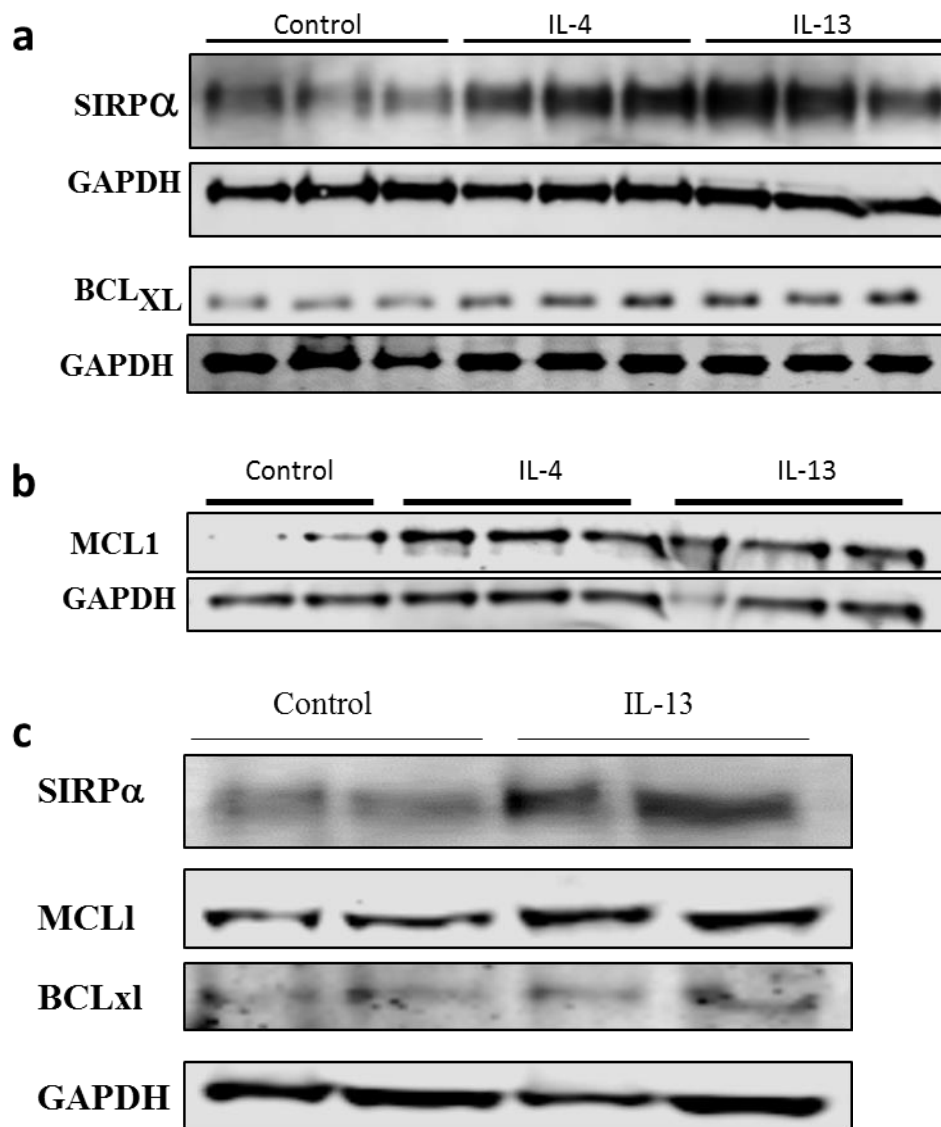 a
Control IL-4 IL-13
SIRPα
GAPDH
BCLXL
GAPDH
b
Control IL-4 IL-13
MCL1
GAPDH
c
Control IL-13
SIRPα
MCLl
BCLxl
GAPDH